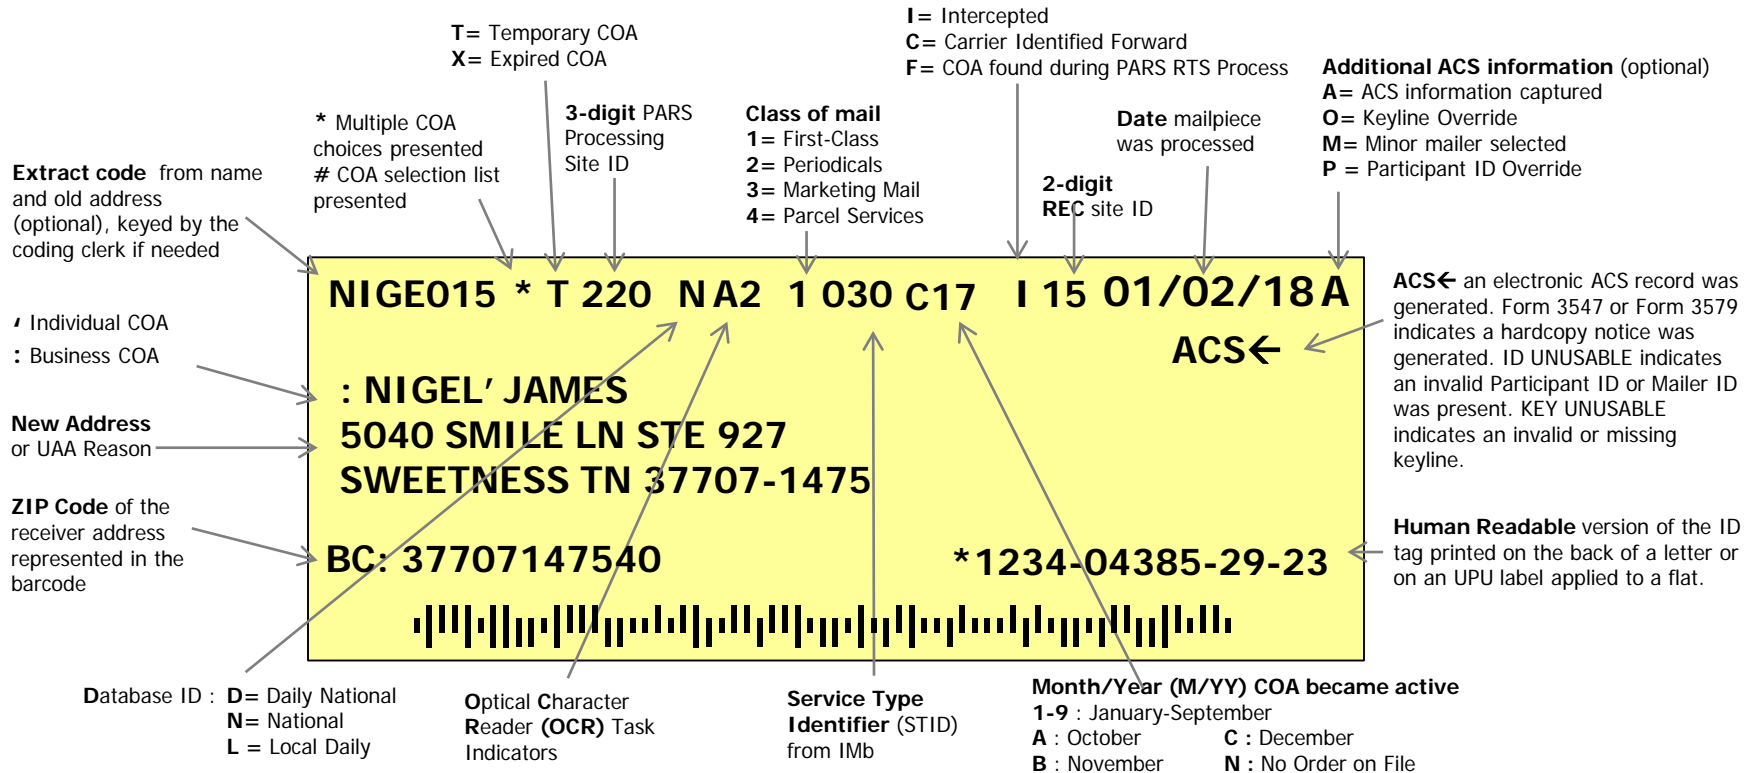 T= Temporary COA
X= Expired COA
I= Intercepted
C= Carrier Identified Forward
F= COA found during PARS RTS Process
Additional ACS information (optional)
A= ACS information captured
O= Keyline Override
M= Minor mailer selected
P = Participant ID Override
* Multiple COA
choices presented
# COA selection list
presented
3-digit PARS
Processing
Site ID
Class of mail
1= First-Class
2= Periodicals
3= Marketing Mail
4= Parcel Services
Date mailpiece
was processed
2-digit
REC site ID
Extract code from name
and old address
(optional), keyed by the
coding clerk if needed
NIGE015 * T 220 NA2 1 030 C17 I 15 01/02/18 A
ACS←
: NIGEL’ JAMES
5040 SMILE LN STE 927
SWEETNESS TN 37707-1475
BC: 37707147540
*1234-04385-29-23
‘ Individual COA
: Business COA
New Address
or UAA Reason
ZIP Code of the
receiver address
represented in the
barcode
ACS← an electronic ACS record was
generated. Form 3547 or Form 3579
indicates a hardcopy notice was
generated. ID UNUSABLE indicates
an invalid Participant ID or Mailer ID
was present. KEY UNUSABLE
indicates an invalid or missing
keyline.
Human Readable version of the ID
tag printed on the back of a letter or
on an UPU label applied to a flat.
Database ID : D= Daily National
N= National
L = Local Daily
Optical Character
Reader (OCR) Task
Indicators
Service Type
Identifier (STID)
from IMb
Month/Year (M/YY) COA became active
1-9 : January-September
A : October C : December
B : November N : No Order on File